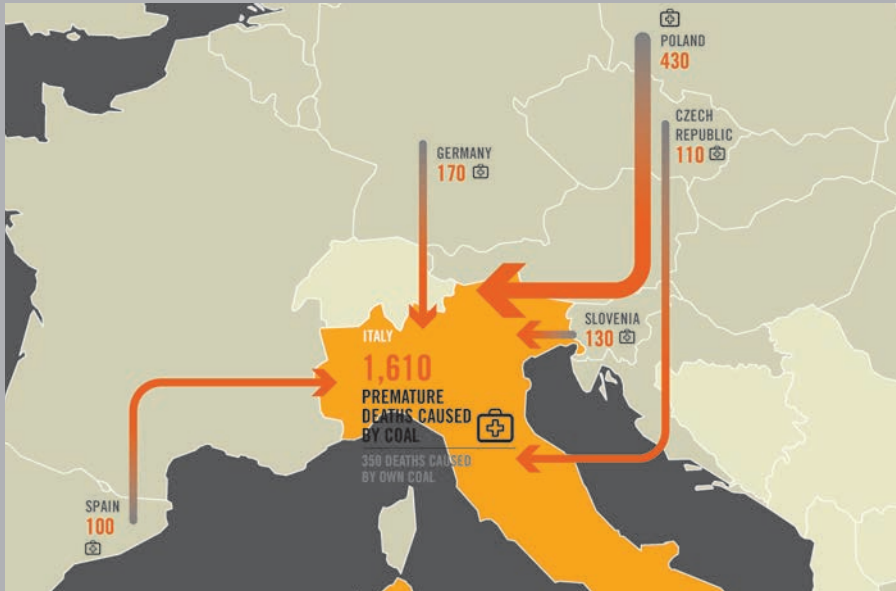 POLAND
430
CZECH
REPUBLIC
110
GERMANY
170
SLOVENIA
130
ITALY
1,610
PREMATURE
DEATHS CAUSED
BY COAL
350 DEATHS CAUSED
BY OWN COAL
SPAIN
100